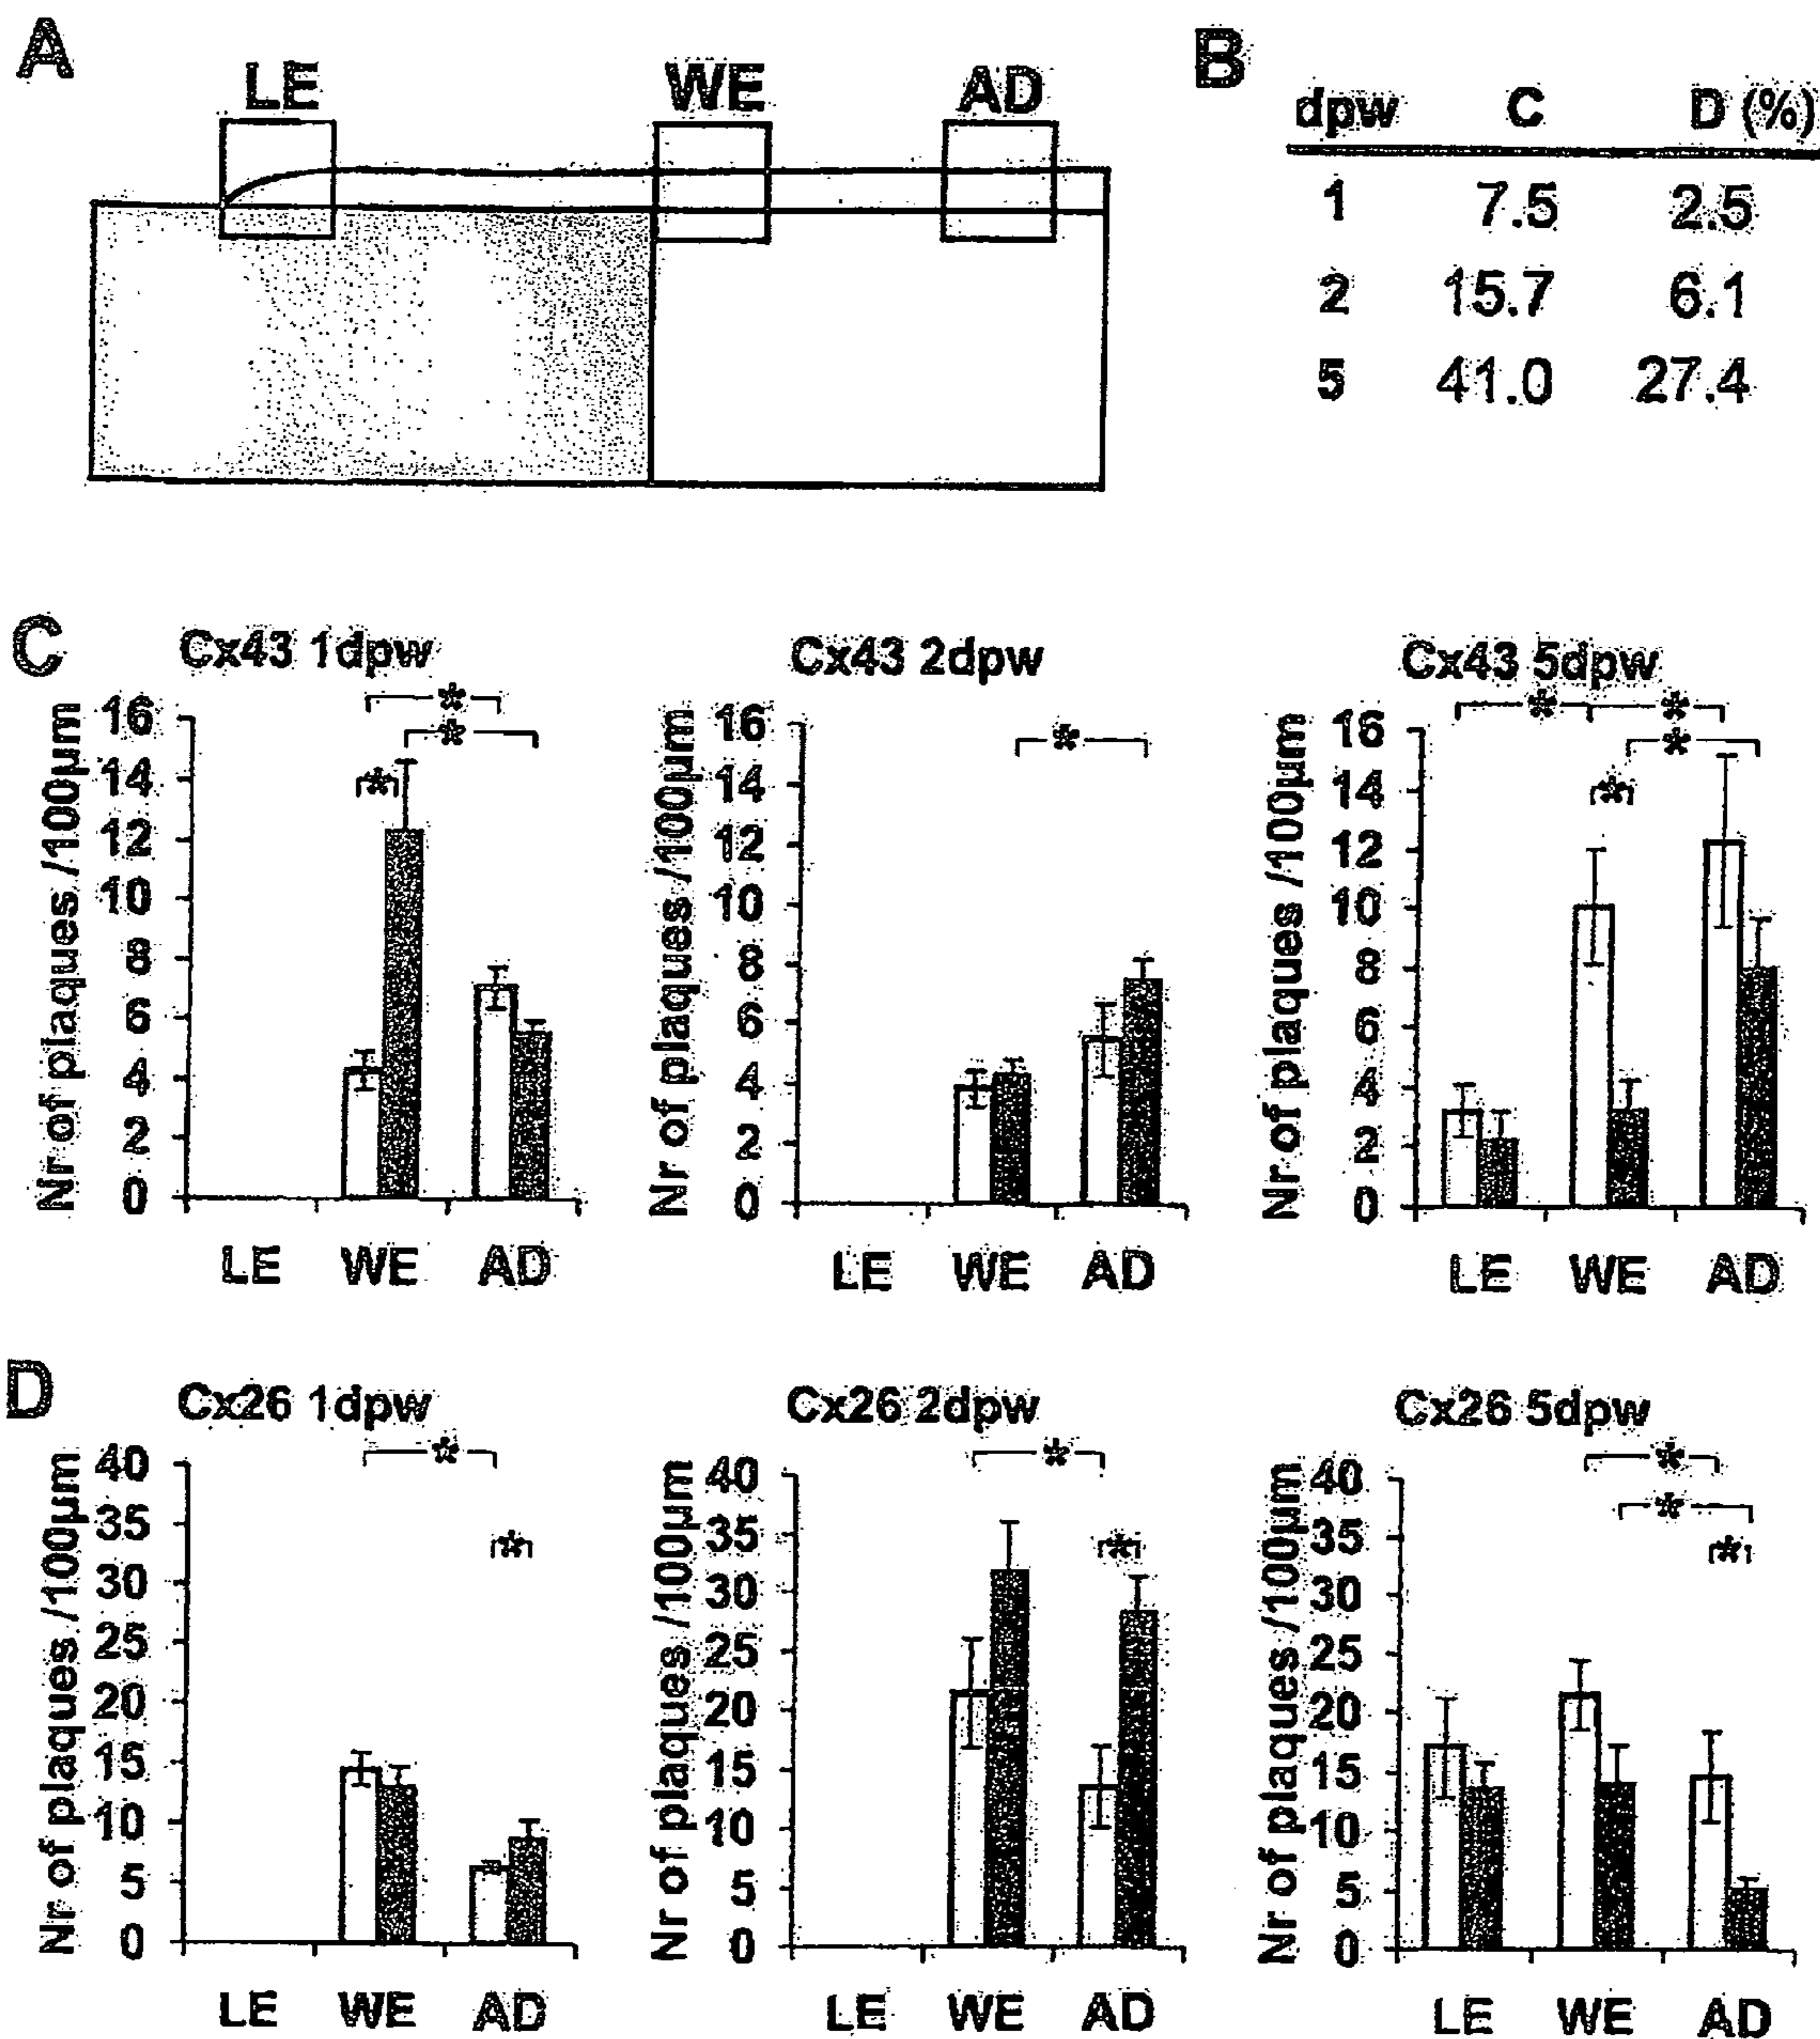 A
LE WE AD
B
dpw C D (%)
1 7.5 2.5
2 15.7 6.1
5 41.0 27.4
C
Cx43 1dpw
Nr of plaques /100µm
16
14
12
10
8
6
4
2
0
LE WE AD
* * *
Cx43 2dpw
Nr of plaques /100µm
16
14
12
10
8
6
4
2
0
LE WE AD
*
Cx43 5dpw
Nr of plaques /100µm
16
14
12
10
8
6
4
2
0
LE WE AD
* * * *
D
Cx26 1dpw
Nr of plaques /100µm
40
35
30
25
20
15
10
5
0
LE WE AD
* *
Cx26 2dpw
Nr of plaques /100µm
40
35
30
25
20
15
10
5
0
LE WE AD
* *
Cx26 5dpw
Nr of plaques /100µm
40
35
30
25
20
15
10
5
0
LE WE AD
* * *